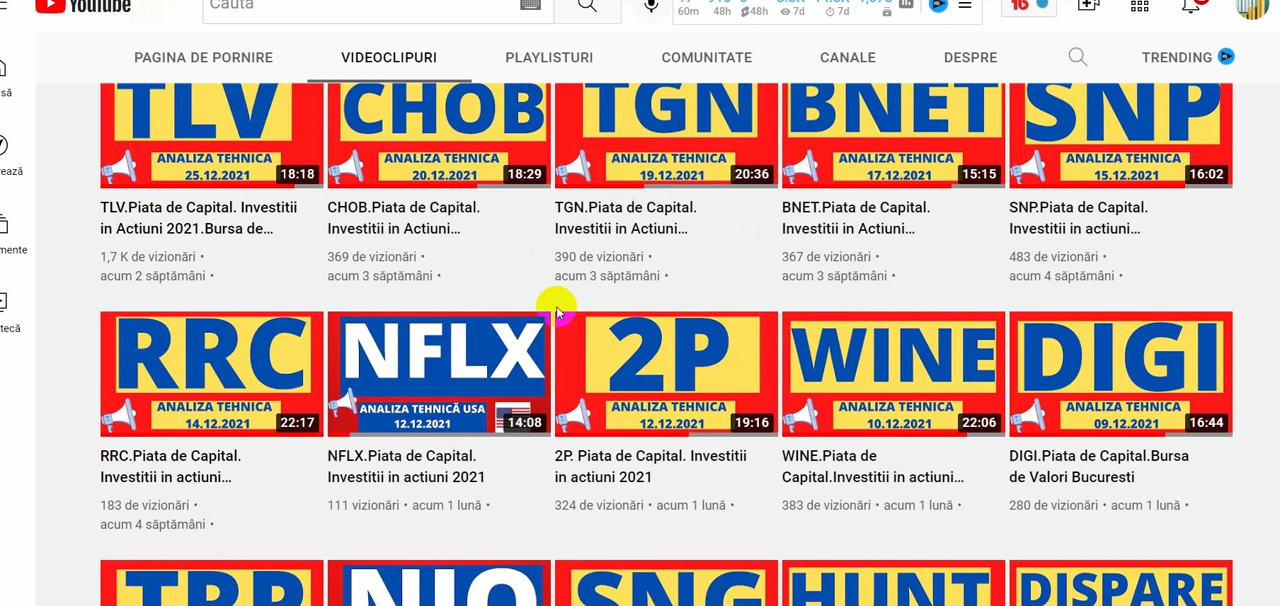 YouTube
Caută
60m 48h 48h 7d 7d
PAGINA DE PORNIRE
VIDEOCLIPURI
PLAYLISTURI
COMUNITATE
CANALE
DESPRE
TRENDING
TLV
ANALIZA TEHNICA
25.12.2021
18:18
CHOB
ANALIZA TEHNICA
20.12.2021
18:29
TGN
ANALIZA TEHNICA
19.12.2021
20:36
BNET
ANALIZA TEHNICA
17.12.2021
15:15
SNP
ANALIZA TEHNICA
15.12.2021
16:02
TLV.Piata de Capital. Investitii
in Actiuni 2021.Bursa de...
1,7 K de vizionări •
acum 2 săptămâni •
CHOB.Piata de Capital.
Investitii in Actiuni...
369 de vizionări •
acum 3 săptămâni •
TGN.Piata de Capital.
Investitii in Actiuni...
390 de vizionări •
acum 3 săptămâni •
BNET.Piata de Capital.
Investitii in Actiuni...
367 de vizionări •
acum 3 săptămâni •
SNP.Piata de Capital.
Investitii in actiuni...
483 de vizionări •
acum 4 săptămâni •
RRC
ANALIZA TEHNICA
14.12.2021
22:17
NFLX
ANALIZA TEHNICĂ USA
12.12.2021
14:08
2P
ANALIZA TEHNICA
12.12.2021
19:16
WINE
ANALIZA TEHNICA
10.12.2021
22:06
DIGI
ANALIZA TEHNICA
09.12.2021
16:44
RRC.Piata de Capital.
Investitii in actiuni...
183 de vizionări •
acum 4 săptămâni •
NFLX.Piata de Capital.
Investitii in actiuni 2021
111 vizionări • acum 1 lună •
2P. Piata de Capital. Investitii
in actiuni 2021
324 de vizionări • acum 1 lună •
WINE.Piata de
Capital.Investitii in actiuni...
383 de vizionări • acum 1 lună •
DIGI.Piata de Capital.Bursa
de Valori Bucuresti
280 de vizionări • acum 1 lună •
NIO
SNG
HUNT
DISPARE